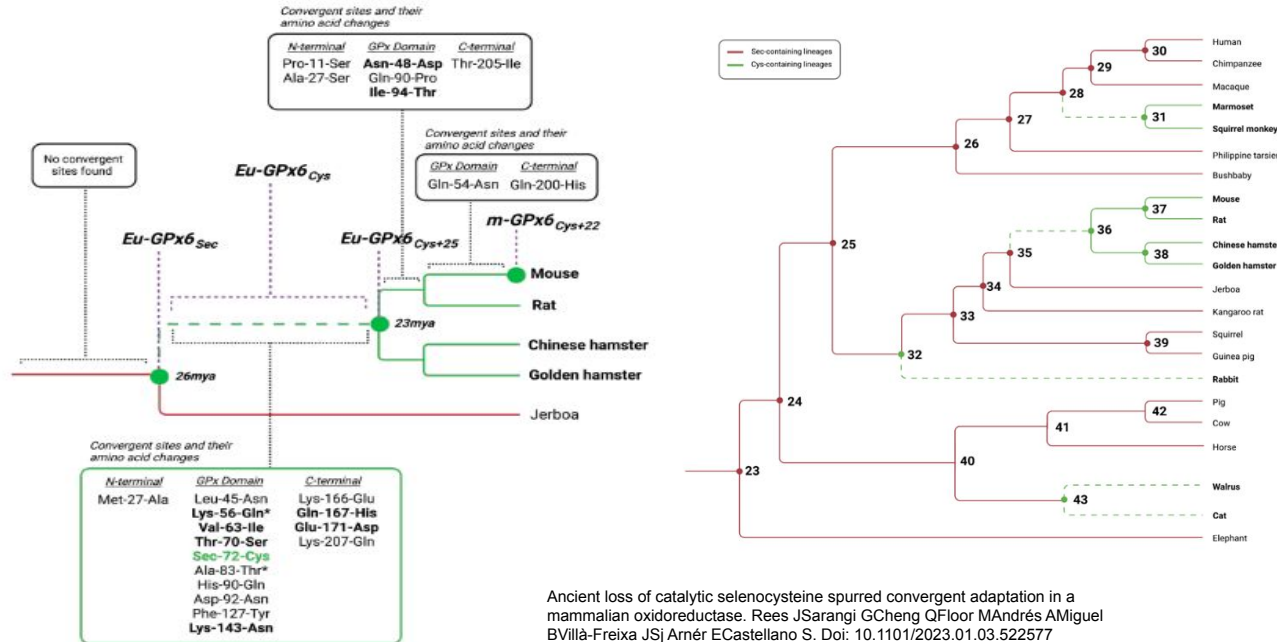 Convergent sites and their
amino acid changes
N-terminal GPx Domain C-terminal
Pro-11-Ser Asn-48-Asp Thr-205-Ile
Ala-27-Ser Gln-90-Pro
Ile-94-Thr
No convergent
sites found
Convergent sites and their
amino acid changes
GPx Domain C-terminal
Gln-54-Asn Gln-200-His
Eu-GPx6Cys
Eu-GPx6Sec
Eu-GPx6Cys+25
m-GPx6Cys+22
Mouse
Rat
23mya
Chinese hamster
Golden hamster
26mya
Jerboa
Convergent sites and their
amino acid changes
N-terminal GPx Domain C-terminal
Met-27-Ala Leu-45-Asn Lys-166-Glu
Lys-56-Gln* Gln-167-His
Val-63-Ile Glu-171-Asp
Thr-70-Ser Lys-207-Gln
Sec-72-Cys
Ala-83-Thr*
His-90-Gln
Asp-92-Asn
Phe-127-Tyr
Lys-143-Asn
Sec-containing lineages
Cys-containing lineages
Human
30
Chimpanzee
29
Macaque
28
Marmoset
31
Squirrel monkey
27
Philippine tarsier
26
Bushbaby
Mouse
37
Rat
36
25
Chinese hamster
38
Golden hamster
35
Jerboa
34
Kangaroo rat
33
Squirrel
39
Guinea pig
32
Rabbit
24
Pig
42
Cow
41
Horse
40
23
Walrus
43
Cat
Elephant
Ancient loss of catalytic selenocysteine spurred convergent adaptation in a
mammalian oxidoreductase. Rees JSarangi GCheng QFloor MAndrés AMiguel
BVillà-Freixa JSj Arnér ECastellano S. Doi: 10.1101/2023.01.03.522577